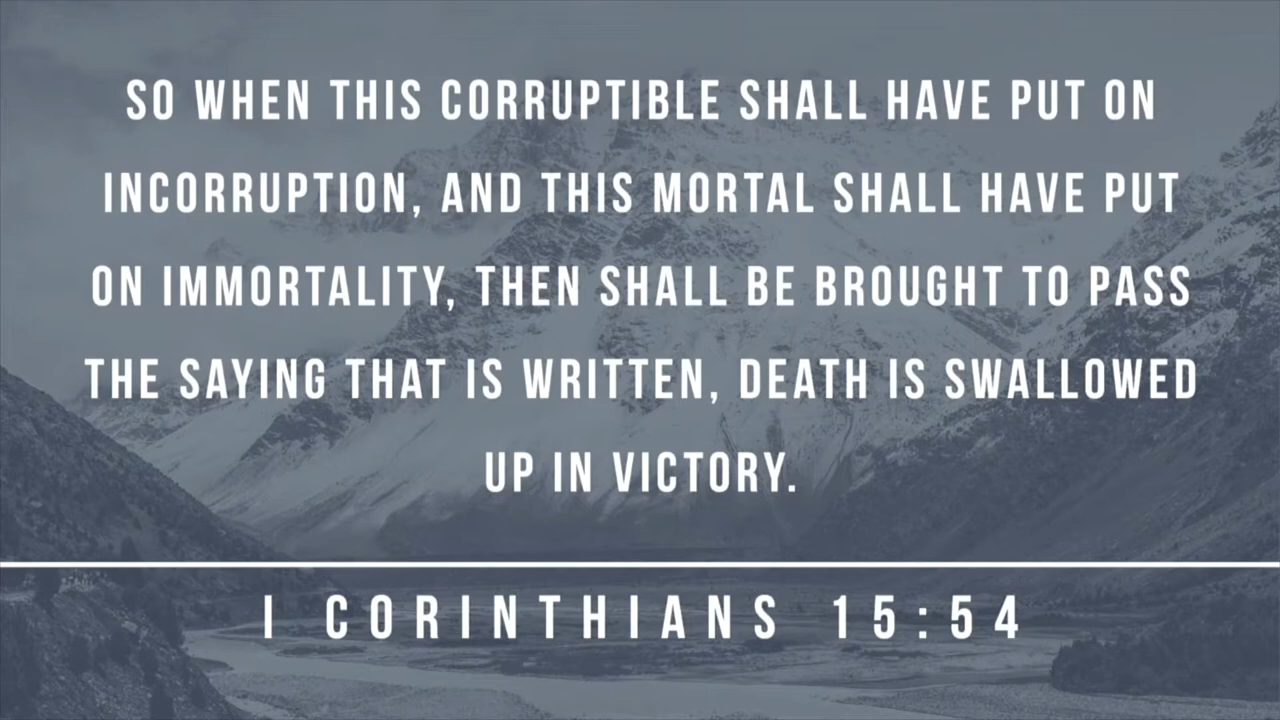 SO WHEN THIS CORRUPTIBLE SHALL HAVE PUT ON
INCORRUPTION, AND THIS MORTAL SHALL HAVE PUT
ON IMMORTALITY, THEN SHALL BE BROUGHT TO PASS
THE SAYING THAT IS WRITTEN, DEATH IS SWALLOWED
UP IN VICTORY.
I CORINTHIANS 15:54